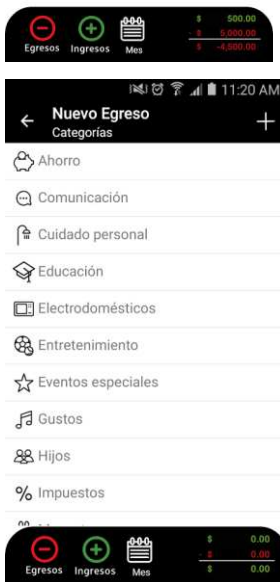 $ 500.00
- $ 5,000.00
$ -4,500.00
Egresos Ingresos Mes
11:20 AM
Nuevo Egreso
Categorías
Ahorro
Comunicación
Cuidado personal
Educación
Electrodomésticos
Entretenimiento
Eventos especiales
Gustos
Hijos
% Impuestos
$ 0.00
- $ 0.00
$ 0.00
Egresos Ingresos Mes